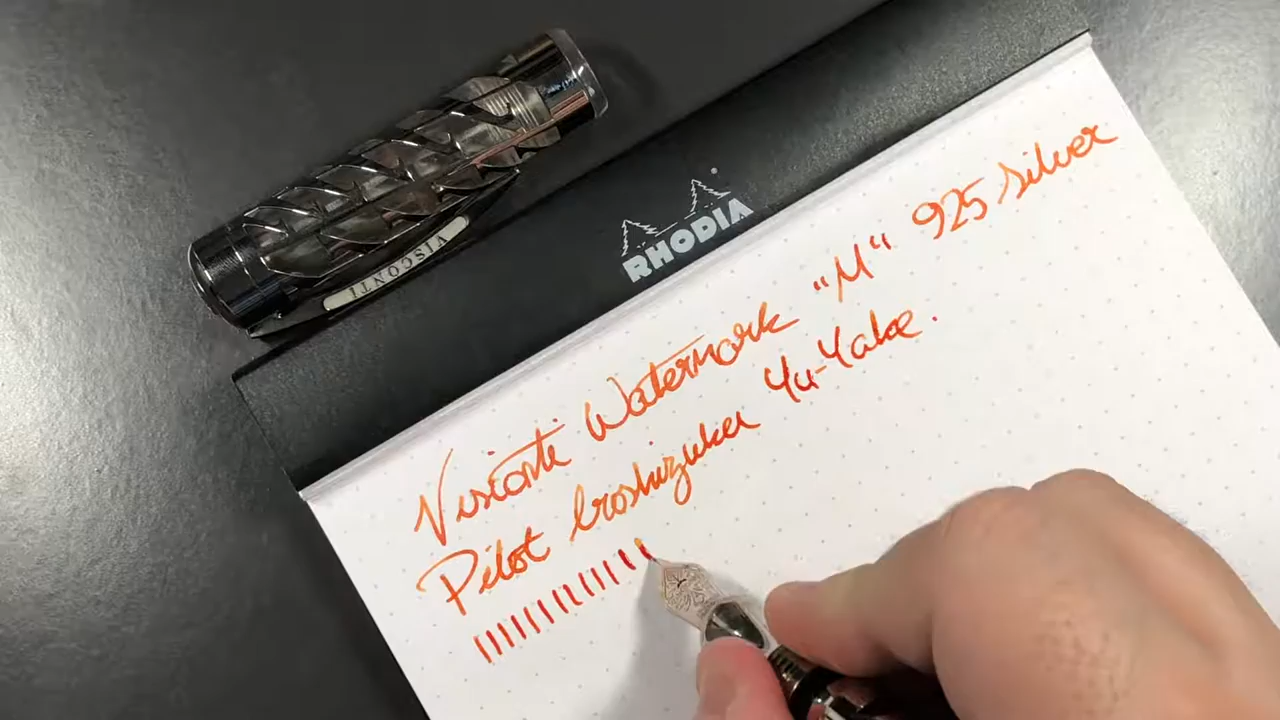 VISCONTI
RHODIA
Visconti Watermark "M" 925 Silver
Pilot Iroshizuku Yu-Yake.